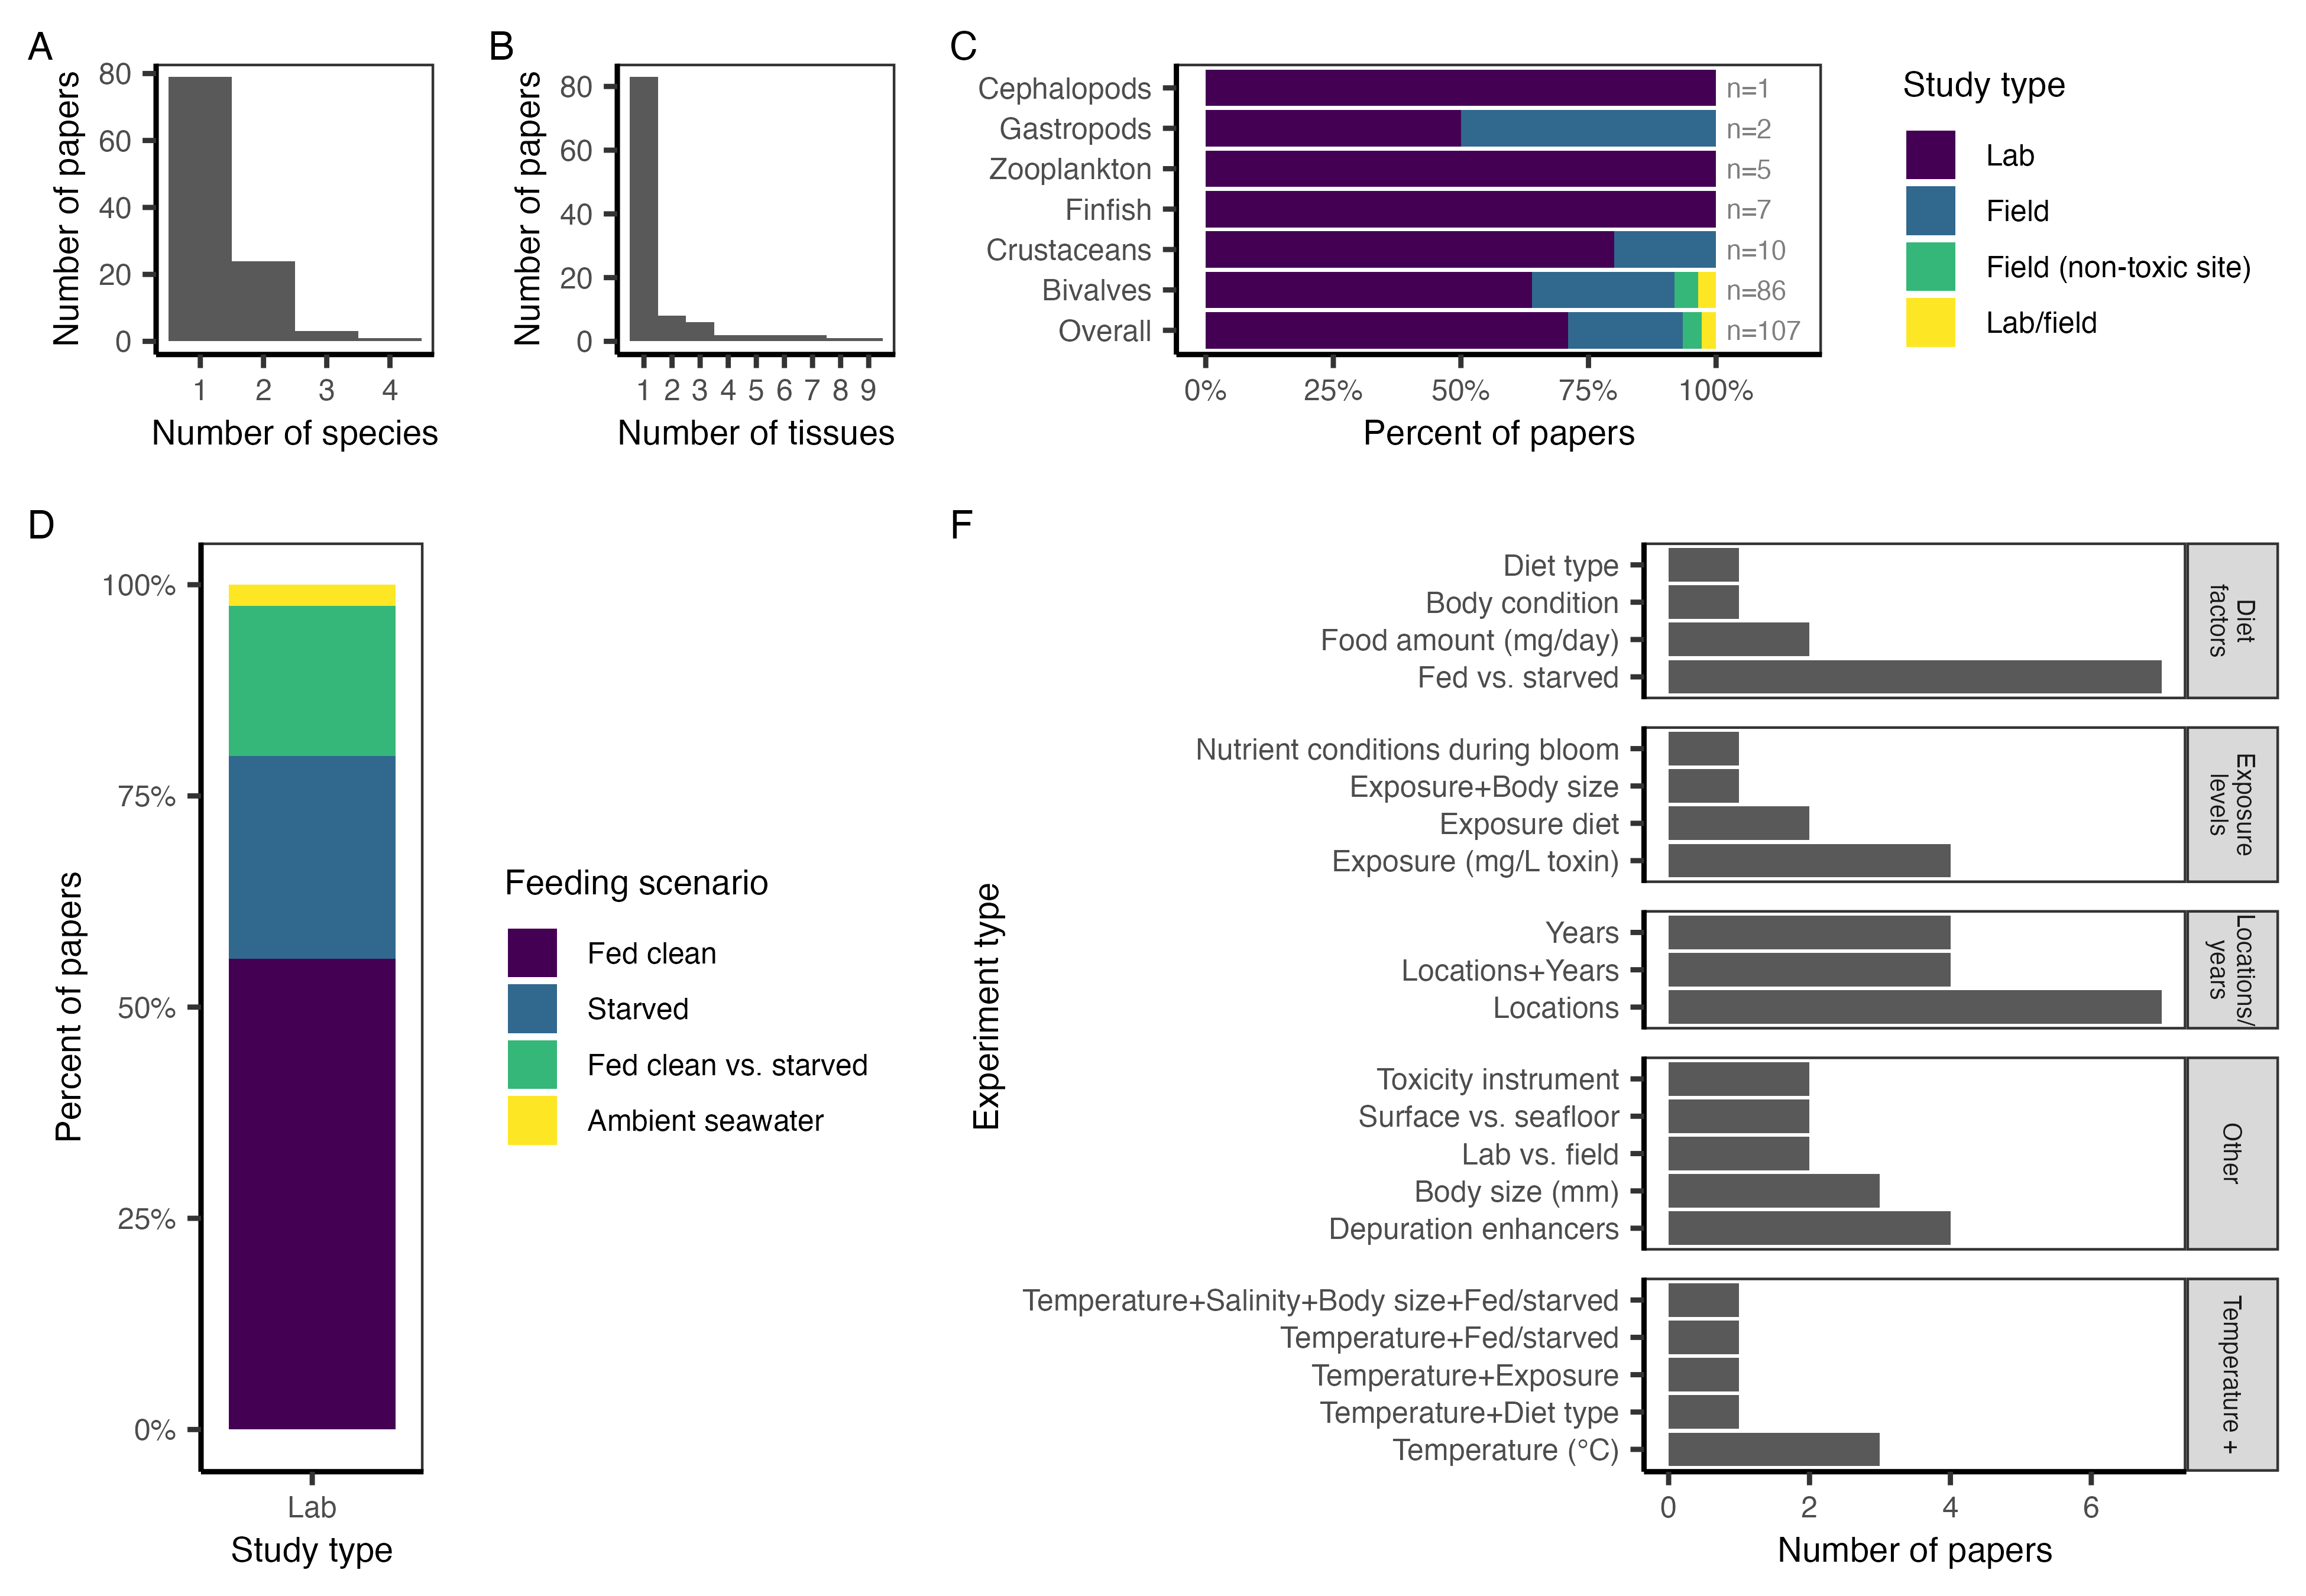 A
Number of papers
80
60
40
20
0
1 2 3 4
Number of species
B
Number of papers
80
60
40
20
0
1 2 3 4 5 6 7 8 9
Number of tissues
C
Cephalopods n=1
Gastropods n=2
Zooplankton n=5
Finfish n=7
Crustaceans n=10
Bivalves n=86
Overall n=107
0% 25% 50% 75% 100%
Percent of papers
Study type
Lab
Field
Field (non-toxic site)
Lab/field
D
Percent of papers
100%
75%
50%
25%
0%
Lab
Study type
Feeding scenario
Fed clean
Starved
Fed clean vs. starved
Ambient seawater
F
Experiment type
Diet type
Body condition
Food amount (mg/day)
Fed vs. starved
Diet
factors
Nutrient conditions during bloom
Exposure+Body size
Exposure diet
Exposure (mg/L toxin)
Exposure
levels
Years
Locations+Years
Locations
Locations/
years
Toxicity instrument
Surface vs. seafloor
Lab vs. field
Body size (mm)
Depuration enhancers
Other
Temperature+Salinity+Body size+Fed/starved
Temperature+Fed/starved
Temperature+Exposure
Temperature+Diet type
Temperature (°C)
Temperature +
0 2 4 6
Number of papers